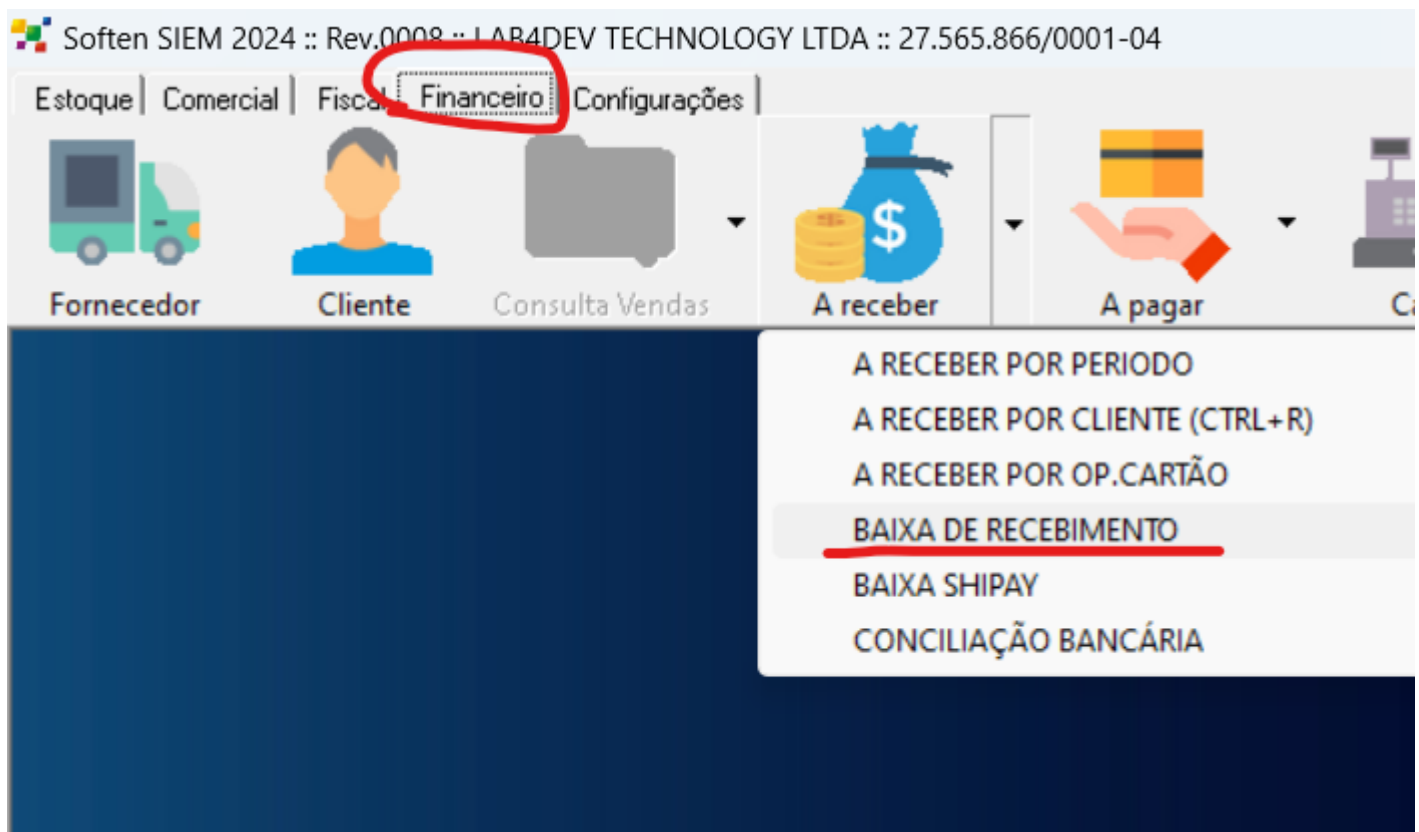 Soften SIEM 2024 :: Rev.0008 :: LAB4DEV TECHNOLOGY LTDA :: 27.565.866/0001-04
Estoque Comercial Fiscal Financeiro Configurações
$
Fornecedor Cliente Consulta Vendas A receber A pagar
A RECEBER POR PERIODO
A RECEBER POR CLIENTE (CTRL+R)
A RECEBER POR OP.CARTÃO
BAIXA DE RECEBIMENTO
BAIXA SHIPAY
CONCILIAÇÃO BANCÁRIA